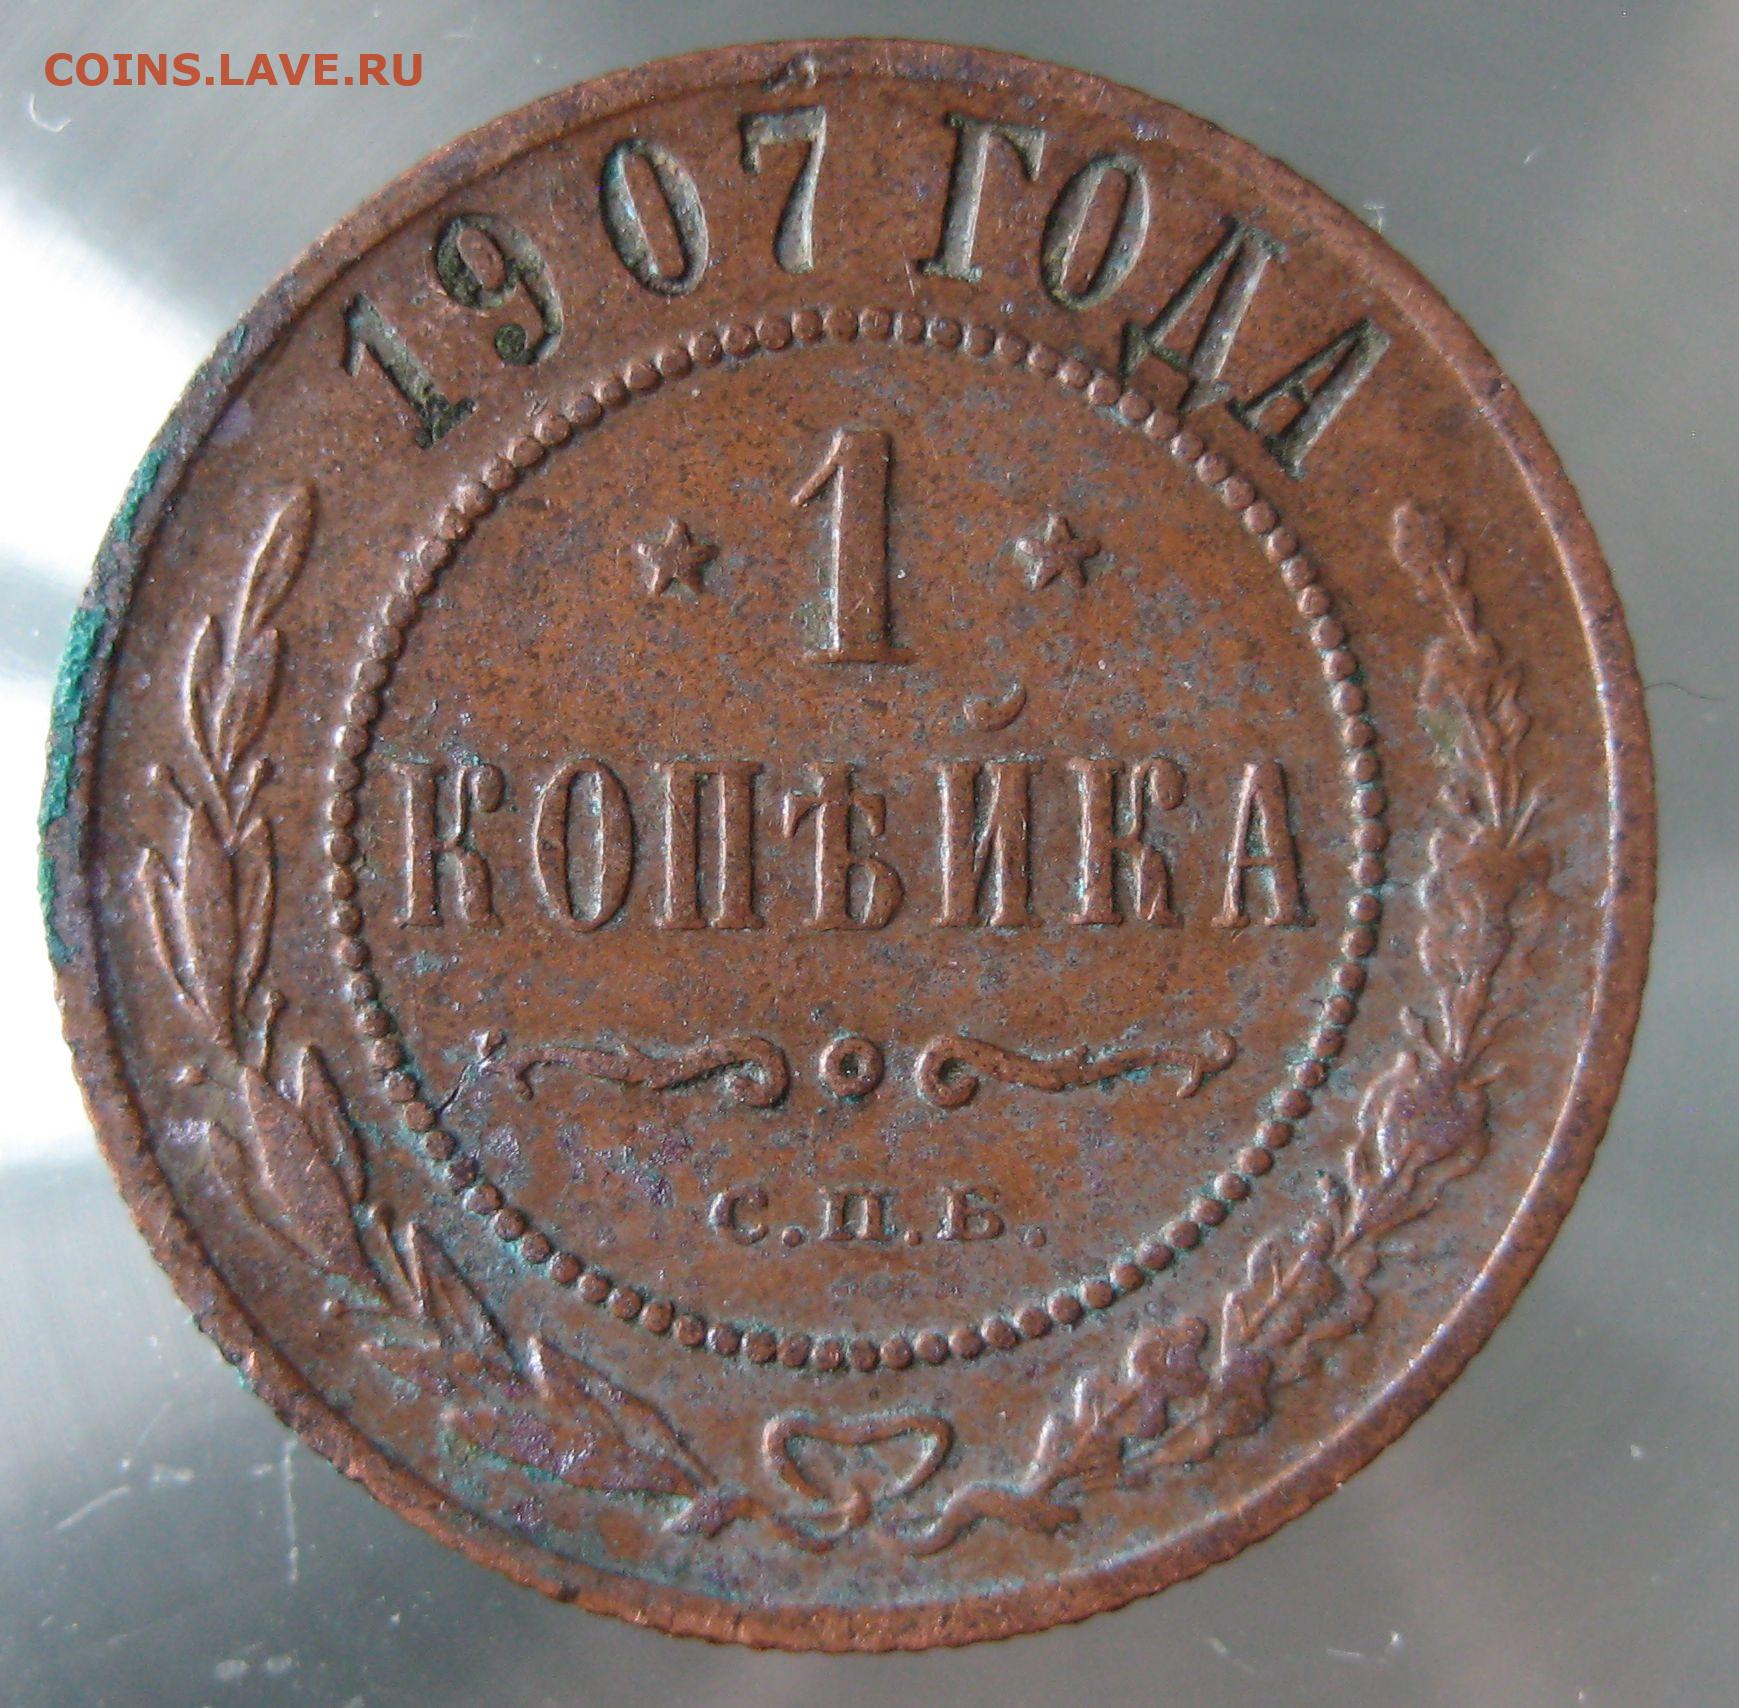 COINS.LAVE.RU
1907 ГОДА
1
КОПѢЙКА
С.П.Б.